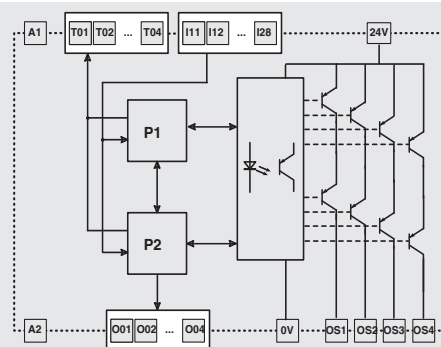 A1 T01 T02 ... T04 I11 I12 ... I28 24V
P1
P2
A2 O01 O02 ... O04 0V OS1 OS2 OS3 OS4